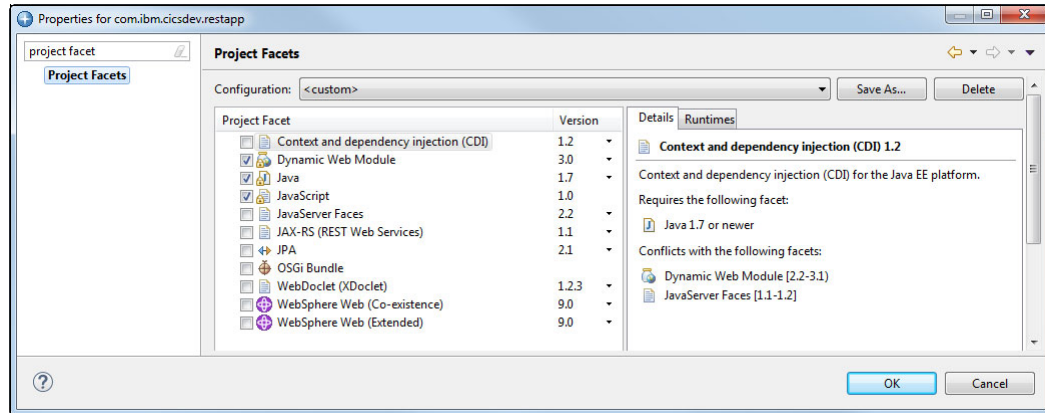 Properties for com.ibm.cicsdev.restapp
project facet
Project Facets
Project Facets
Configuration: <custom> Save As... Delete
Project Facet Version
Context and dependency injection (CDI) 1.2
Dynamic Web Module 3.0
Java 1.7
JavaScript 1.0
JavaServer Faces 2.2
JAX-RS (REST Web Services) 1.1
JPA 2.1
OSGi Bundle
WebDoclet (XDoclet) 1.2.3
WebSphere Web (Co-existence) 9.0
WebSphere Web (Extended) 9.0
Details Runtimes
Context and dependency injection (CDI) 1.2
Context and dependency injection (CDI) for the Java EE platform.
Requires the following facet:
Java 1.7 or newer
Conflicts with the following facets:
Dynamic Web Module [2.2-3.1)
JavaServer Faces [1.1-1.2]
OK Cancel